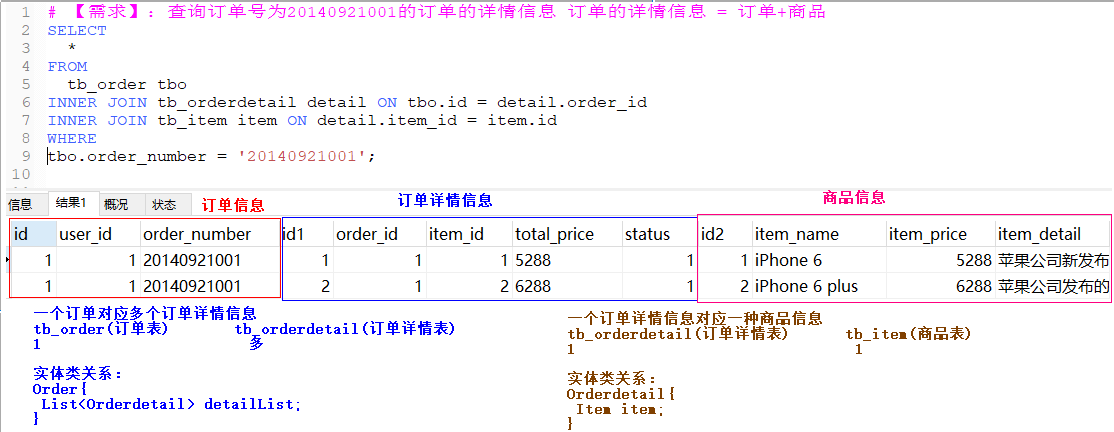 1 # 【需求】：查询订单号为20140921001的订单的详情信息 订单的详情信息 = 订单+商品
2 SELECT
3 *
4 FROM
5 tb_order tbo
6 INNER JOIN tb_orderdetail detail ON tbo.id = detail.order_id
7 INNER JOIN tb_item item ON detail.item_id = item.id
8 WHERE
9 tbo.order_number = '20140921001';
10
信息 结果1 概况 状态 订单信息 订单详情信息 商品信息
id user_id order_number id1 order_id item_id total_price status id2 item_name item_price item_detail
1 1 20140921001 1 1 1 5288 1 1 iPhone 6 5288 苹果公司新发布
1 1 20140921001 2 1 2 6288 1 2 iPhone 6 plus 6288 苹果公司发布的
一个订单对应多个订单详情信息
tb_order(订单表) tb_orderdetail(订单详情表)
1 多
实体类关系：
Order{
List<Orderdetail> detailList;
}
一个订单详情信息对应一种商品信息
tb_orderdetail(订单详情表) tb_item(商品表)
1 1
实体类关系：
Orderdetail{
Item item;
}